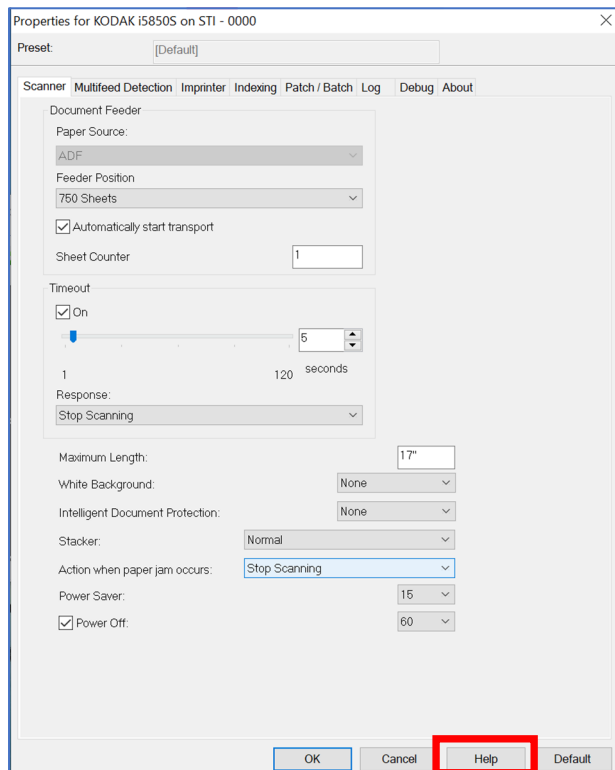 Properties for KODAK i5850S on STI - 0000
Preset: [Default]
Scanner Multifeed Detection Imprinter Indexing Patch / Batch Log Debug About
Document Feeder
Paper Source:
ADF
Feeder Position
750 Sheets
Automatically start transport
Sheet Counter 1
Timeout
On
5
1 120 seconds
Response:
Stop Scanning
Maximum Length: 17"
White Background: None
Intelligent Document Protection: None
Stacker: Normal
Action when paper jam occurs: Stop Scanning
Power Saver: 15
Power Off: 60
OK Cancel Help Default